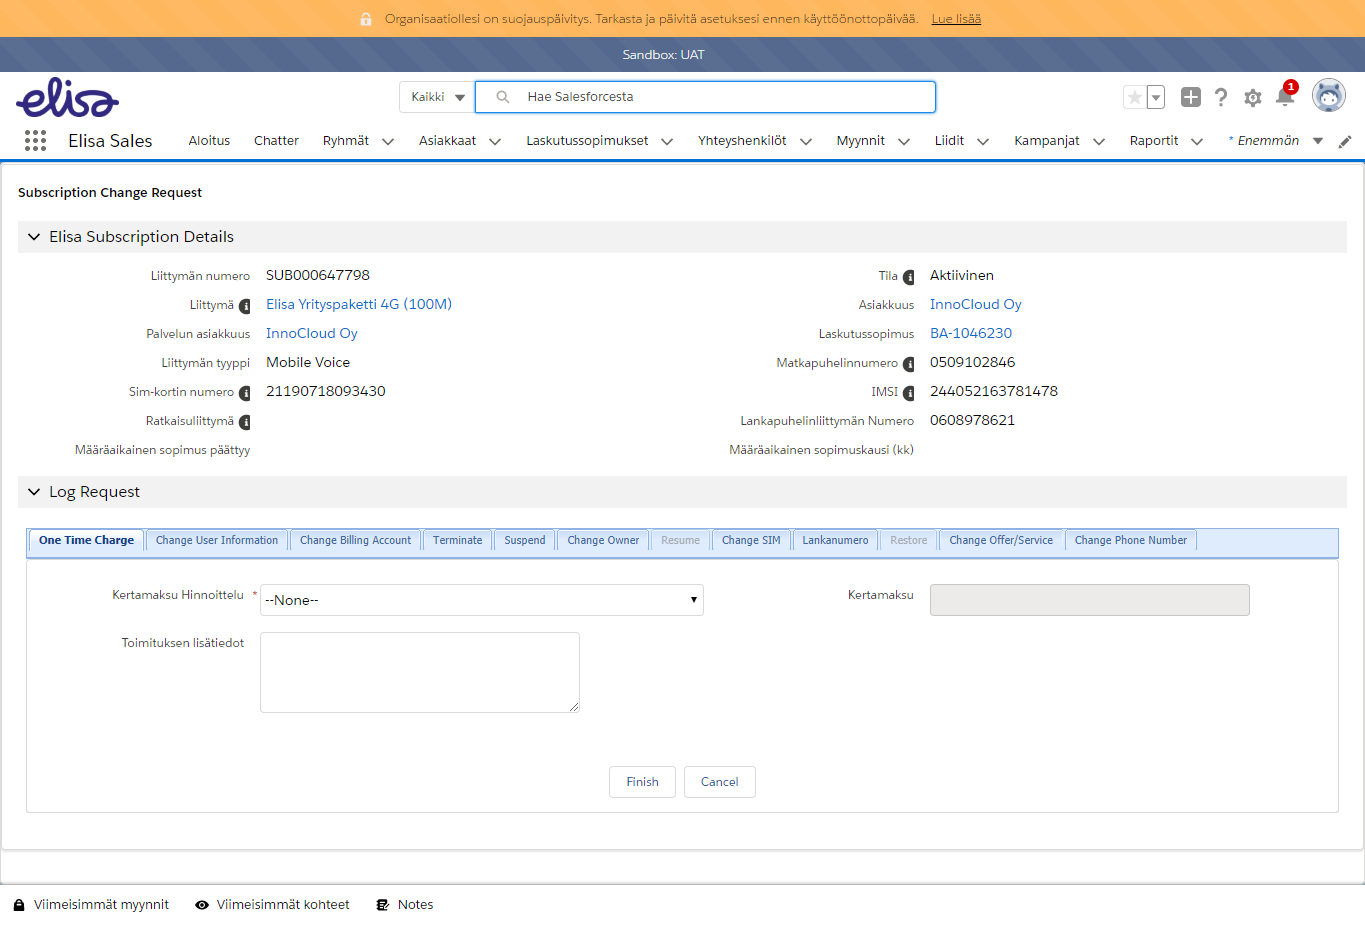 Organisaatiollesi on suojauspäivitys. Tarkasta ja päivitä asetuksesi ennen käyttöönottopäivää. Lue lisää
Sandbox: UAT
elisa
Kaikki
Hae Salesforcesta
1
Elisa Sales
Aloitus
Chatter
Ryhmät
Asiakkaat
Laskutussopimukset
Yhteyshenkilöt
Myynnit
Liidit
Kampanjat
Raportit
* Enemmän
Subscription Change Request
Elisa Subscription Details
Liittymän numero SUB000647798
Tila Aktiivinen
Liittymä Elisa Yrityspaketti 4G (100M)
Asiakkuus InnoCloud Oy
Palvelun asiakkuus InnoCloud Oy
Laskutussopimus BA-1046230
Liittymän tyyppi Mobile Voice
Matkapuhelinnumero 0509102846
Sim-kortin numero 21190718093430
IMSI 244052163781478
Ratkaisuliittymä
Lankapuhelinliittymän Numero 0608978621
Määräaikainen sopimus päättyy
Määräaikainen sopimuskausi (kk)
Log Request
One Time Charge
Change User Information
Change Billing Account
Terminate
Suspend
Change Owner
Resume
Change SIM
Lankanumero
Restore
Change Offer/Service
Change Phone Number
Kertamaksu Hinnoittelu * --None--
Kertamaksu
Toimituksen lisätiedot
Finish
Cancel
Viimeisimmät myynnit
Viimeisimmät kohteet
Notes